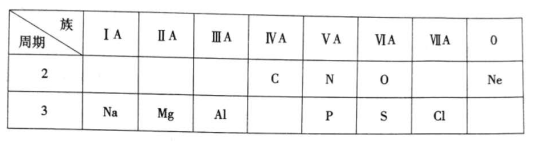 族
周期
ⅠA ⅡA ⅢA ⅣA ⅤA ⅥA ⅦA 0
2 C N O Ne
3 Na Mg Al P S Cl